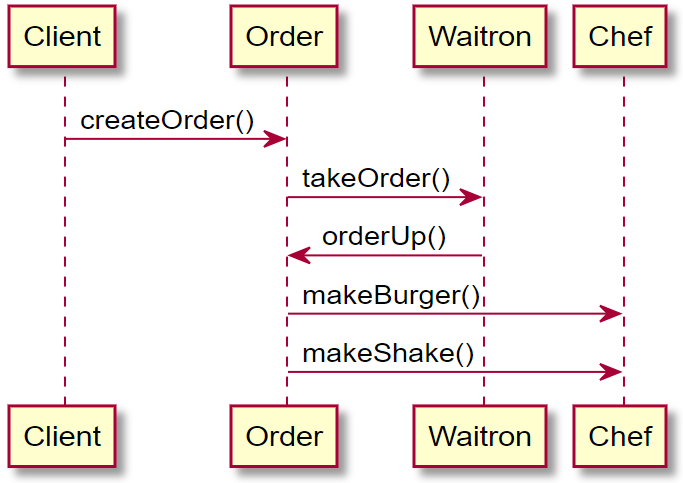 Client Order Waitron Chef
createOrder()
takeOrder()
orderUp()
makeBurger()
makeShake()
Client Order Waitron Chef